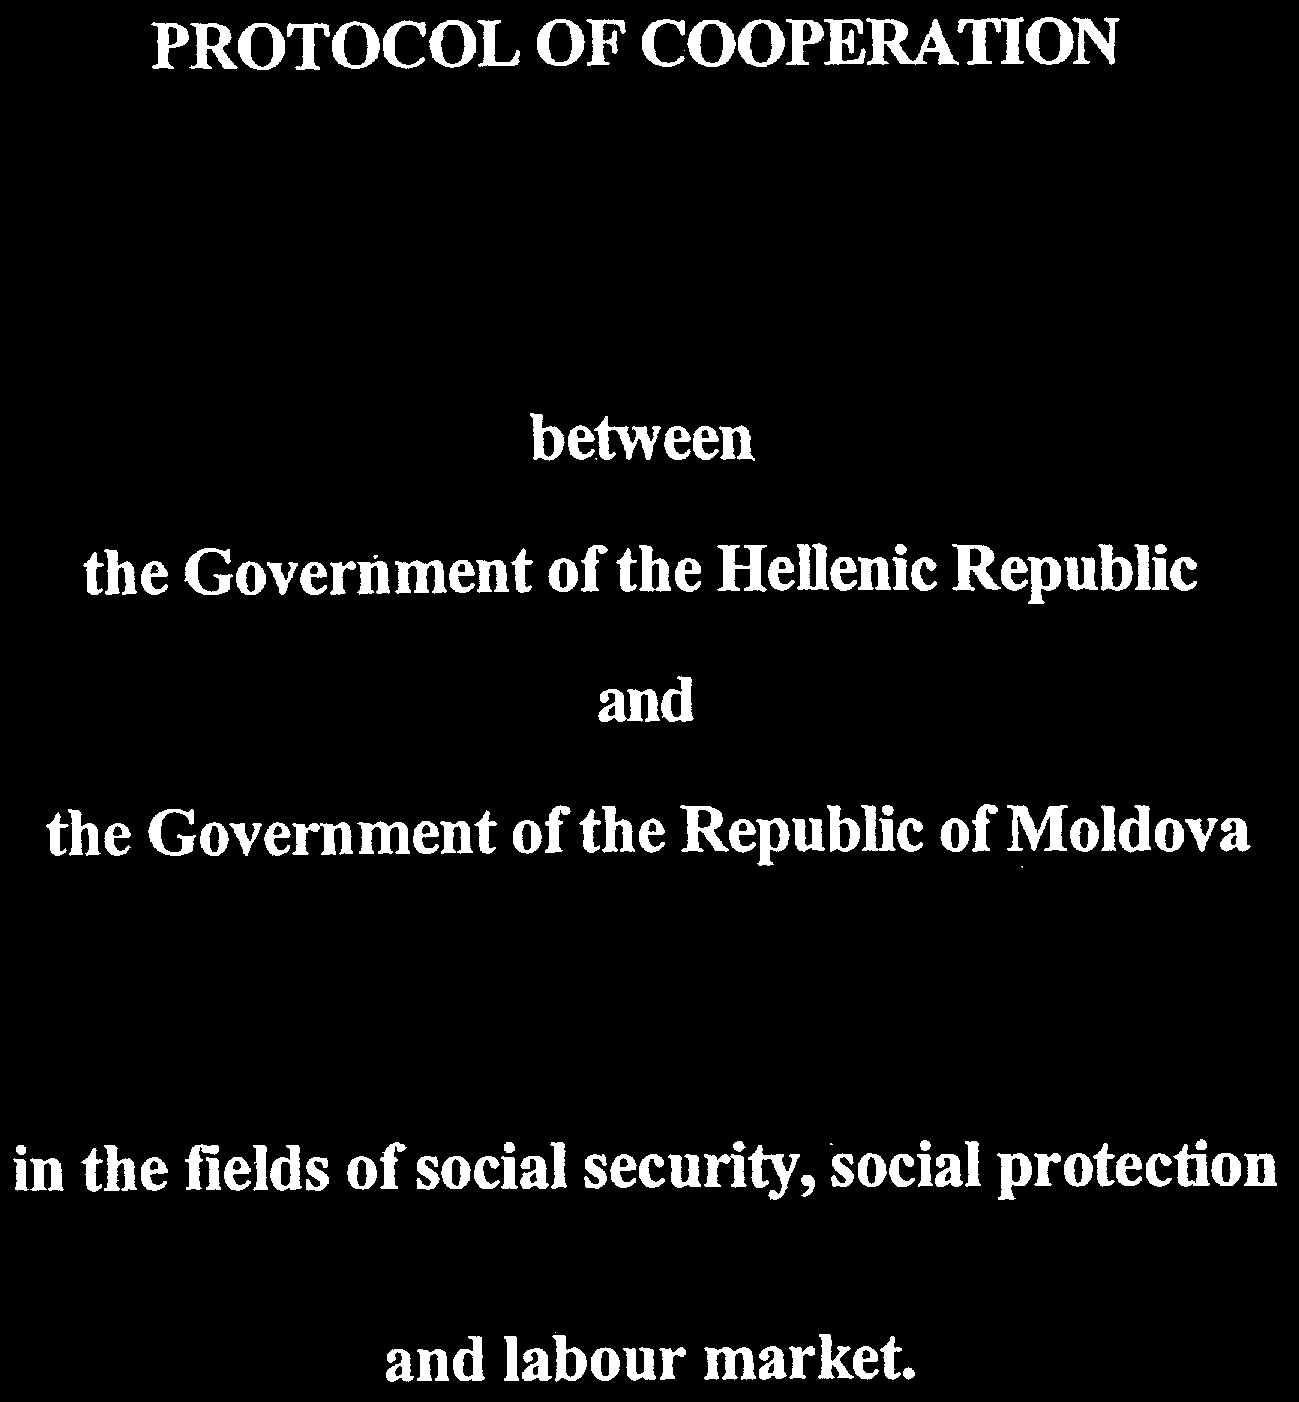 PROTOCOL OF COOPERATION
between
the Government of the Hellenic Republic
and
the Government of the Republic of Moldova
in the fields of social security, social protection
and labour market.